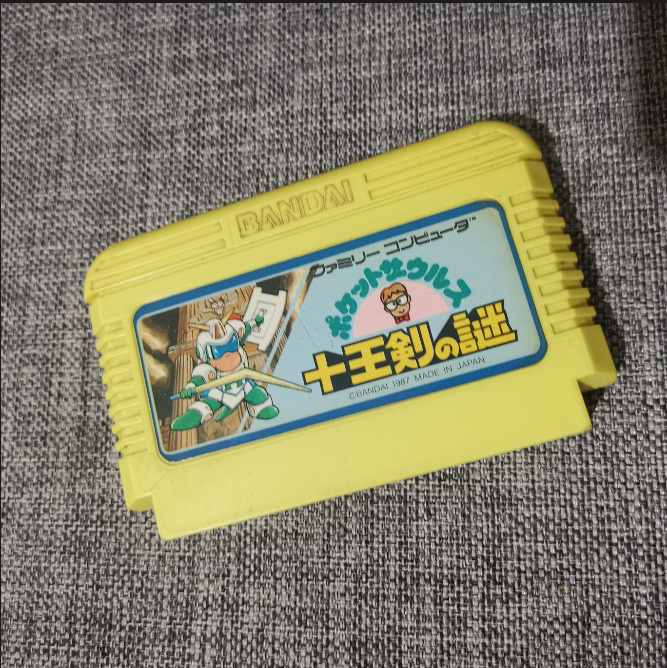 BANDAI
ファミリー コンピュータ™
ポケットザウルス
十王剣の謎
©BANDAI 1987 MADE IN JAPAN